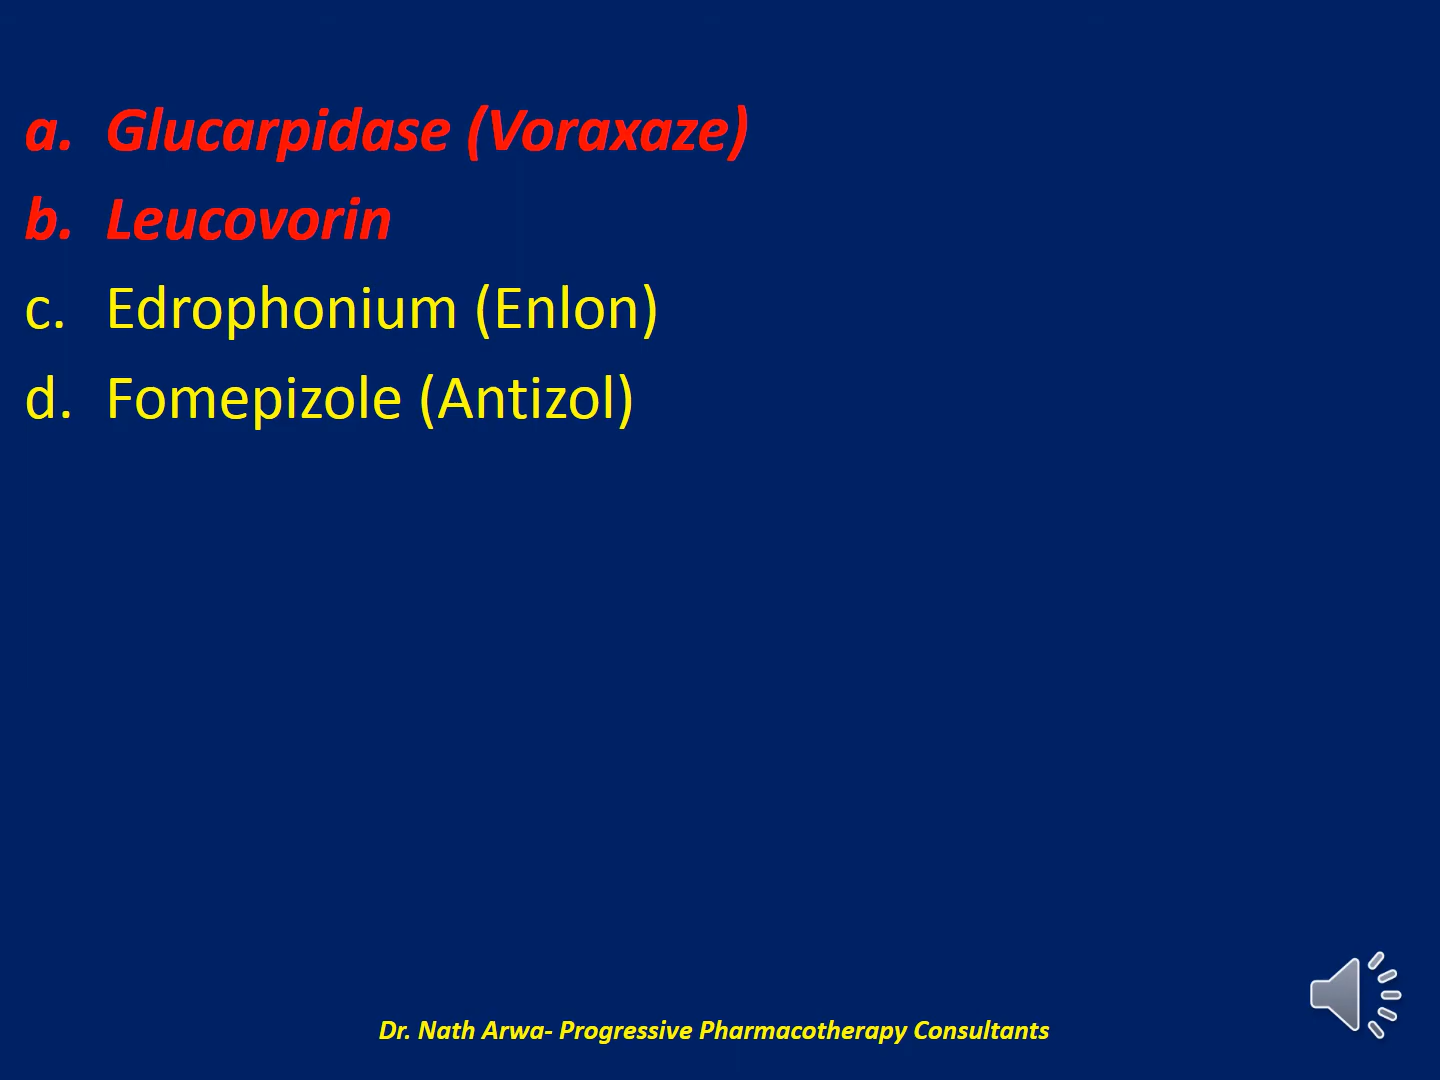 a. Glucarpidase (Voraxaze)
b. Leucovorin
c. Edrophonium (Enlon)
d. Fomepizole (Antizol)
Dr. Nath Arwa- Progressive Pharmacotherapy Consultants